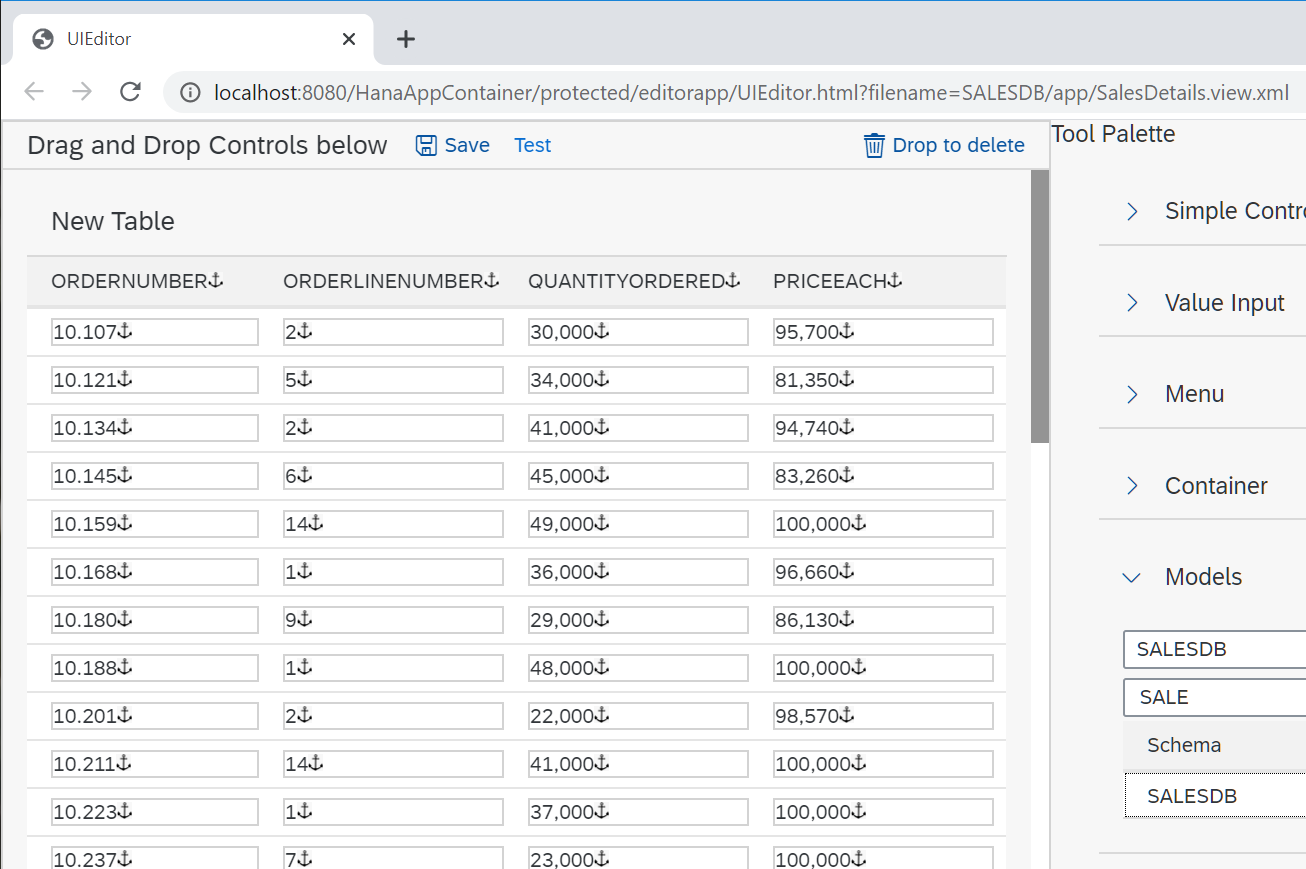 UIEditor
localhost:8080/HanaAppContainer/protected/editorapp/UIEditor.html?filename=SALESDB/app/SalesDetails.view.xml
Drag and Drop Controls below Save Test Drop to delete
Tool Palette
New Table
ORDERNUMBER ORDERLINENUMBER QUANTITYORDERED PRICEEACH
10.107 2 30,000 95,700
10.121 5 34,000 81,350
10.134 2 41,000 94,740
10.145 6 45,000 83,260
10.159 14 49,000 100,000
10.168 1 36,000 96,660
10.180 9 29,000 86,130
10.188 1 48,000 100,000
10.201 2 22,000 98,570
10.211 14 41,000 100,000
10.223 1 37,000 100,000
10.237 7 23,000 100,000
Simple Contro
Value Input
Menu
Container
Models
SALESDB
SALE
Schema
SALESDB